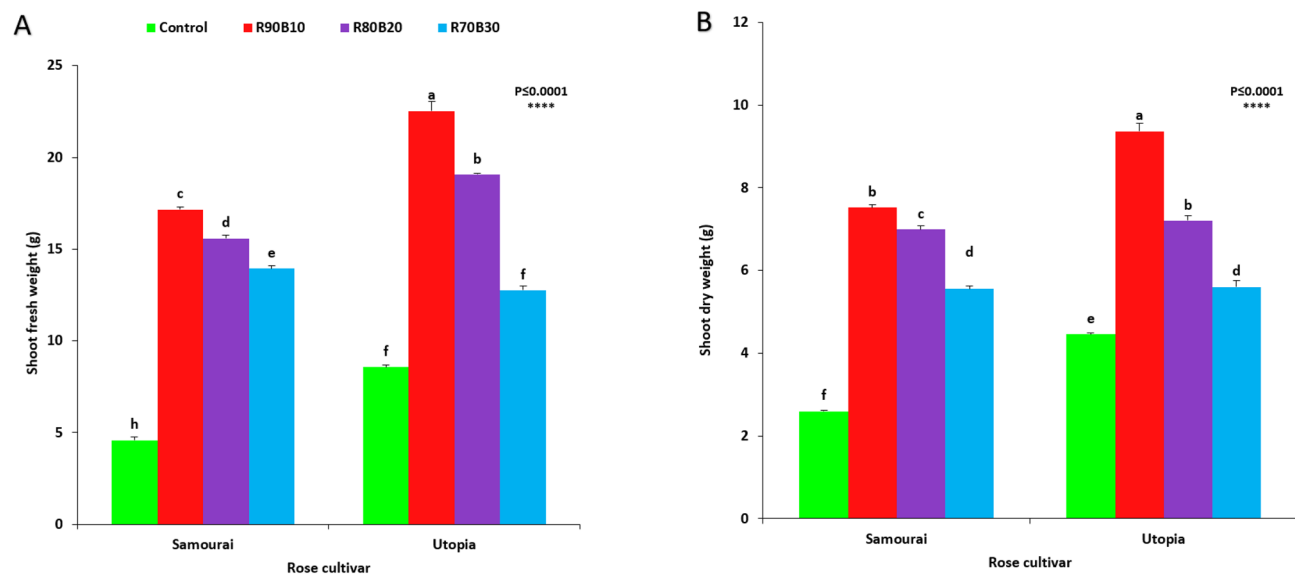 A
Control R90B10 R80B20 R70B30
25
20
15
10
5
0
Shoot fresh weight (g)
P≤0.0001
****
h
c
d
e
f
a
b
f
Samourai Utopia
Rose cultivar
B
12
10
8
6
4
2
0
Shoot dry weight (g)
P≤0.0001
****
f
b
c
d
e
a
b
d
Samourai Utopia
Rose cultivar